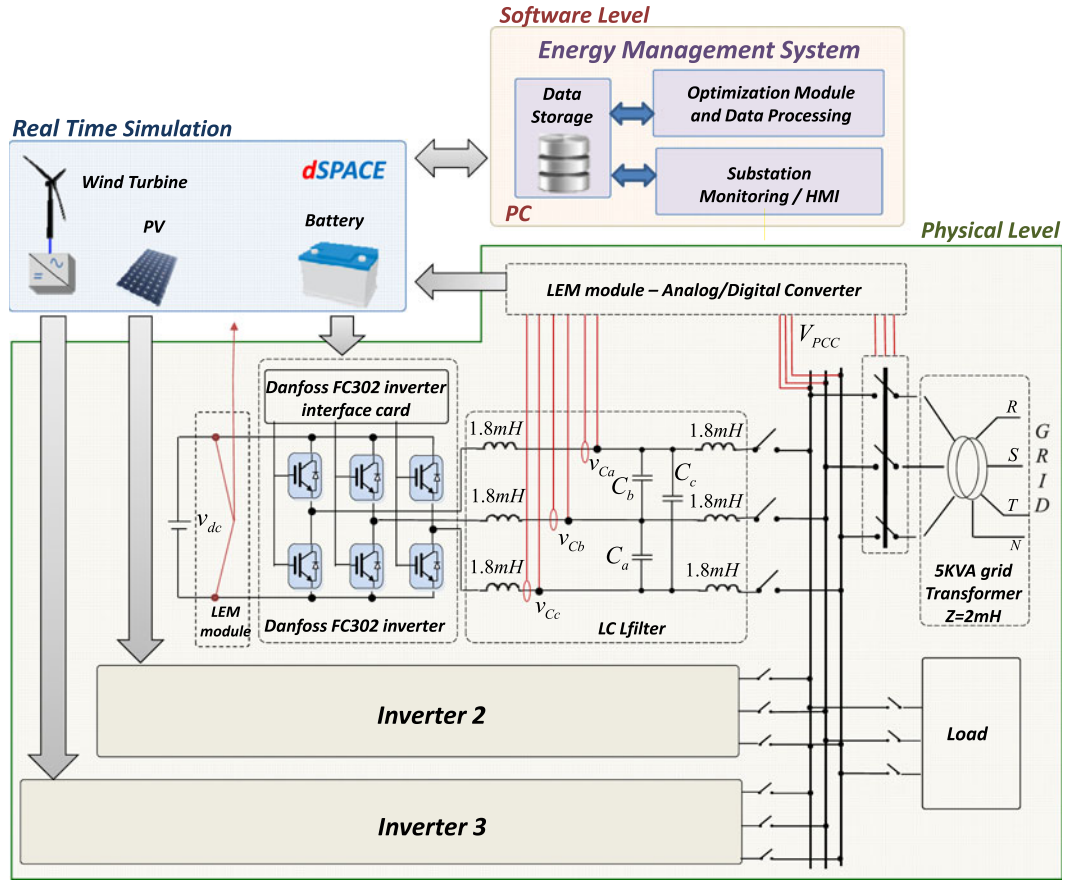 Software Level
Energy Management System
Data
Storage
Optimization Module
and Data Processing
Substation
Monitoring / HMI
PC
Real Time Simulation
dSPACE
Wind Turbine
PV
Battery
Physical Level
LEM module – Analog/Digital Converter
V_PCC
Danfoss FC302 inverter
interface card
v_dc
LEM
module
Danfoss FC302 inverter
1.8mH
1.8mH
1.8mH
v_Ca
v_Cb
v_Cc
C_b
C_c
C_a
1.8mH
1.8mH
1.8mH
LC Lfilter
R
S
T
N
GRID
5KVA grid
Transformer
Z=2mH
Inverter 2
Load
Inverter 3